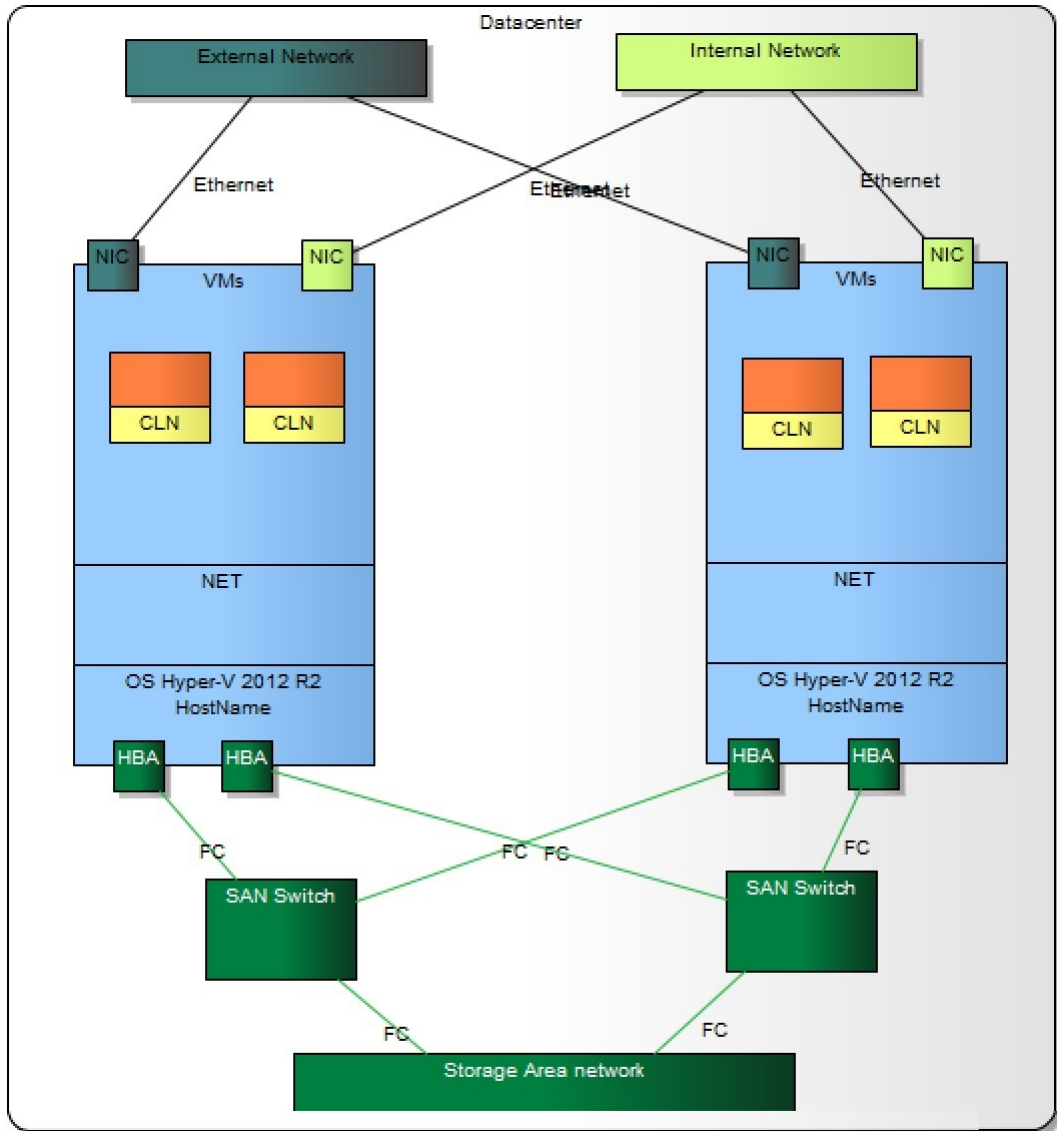 Datacenter
External Network
Internal Network
Ethernet
Ethernet
Ethernet
Ethernet
NIC
NIC
NIC
NIC
VMs
VMs
CLN
CLN
CLN
CLN
NET
NET
OS Hyper-V 2012 R2
HostName
OS Hyper-V 2012 R2
HostName
HBA
HBA
HBA
HBA
FC
FC
FC
FC
SAN Switch
SAN Switch
FC
FC
Storage Area network